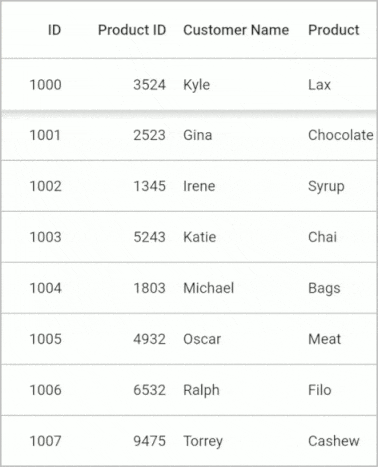 ID Product ID Customer Name Product
1000 3524 Kyle Lax
1001 2523 Gina Chocolate
1002 1345 Irene Syrup
1003 5243 Katie Chai
1004 1803 Michael Bags
1005 4932 Oscar Meat
1006 6532 Ralph Filo
1007 9475 Torrey Cashew